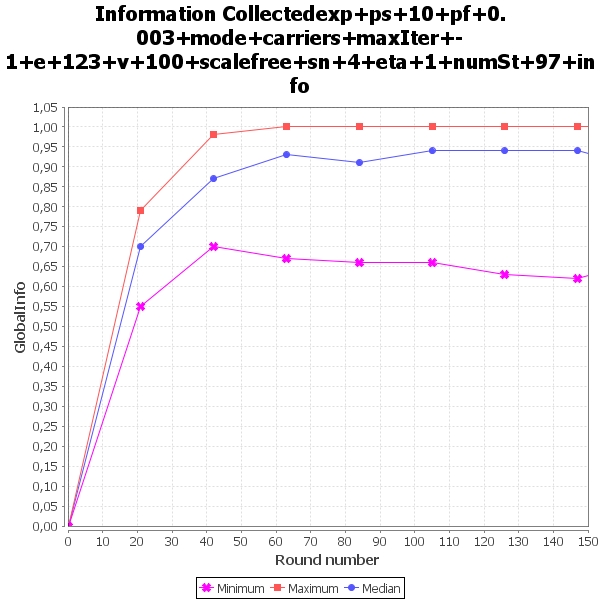 Information Collectedexp+ps+10+pf+0.
003+mode+carriers+maxIter+-
1+e+123+v+100+scalefree+sn+4+eta+1+numSt+97+in
fo
1,05
1,00
0,95
0,90
0,85
0,80
0,75
0,70
0,65
0,60
0,55
0,50
0,45
0,40
0,35
0,30
0,25
0,20
0,15
0,10
0,05
0,00
GlobalInfo
0 10 20 30 40 50 60 70 80 90 100 110 120 130 140 150
Round number
Minimum Maximum Median